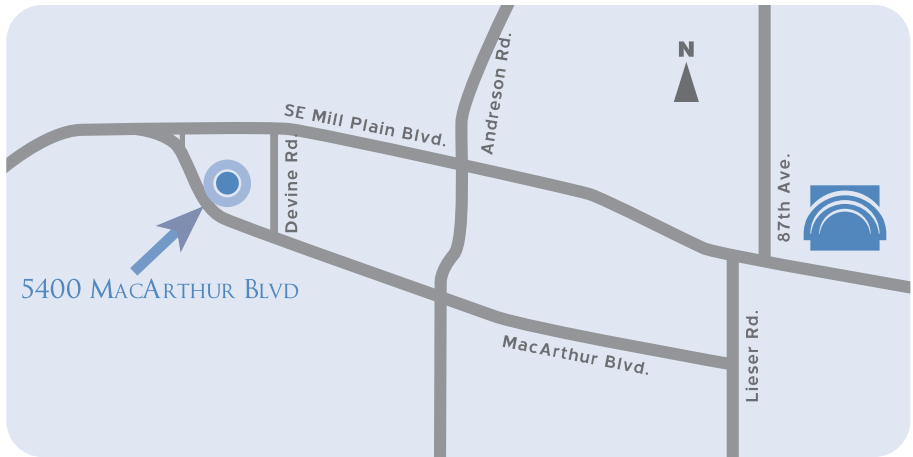 N
Andreson Rd.
SE Mill Plain Blvd.
Devine Rd.
87th Ave.
5400 MacArthur Blvd
MacArthur Blvd.
Lieser Rd.